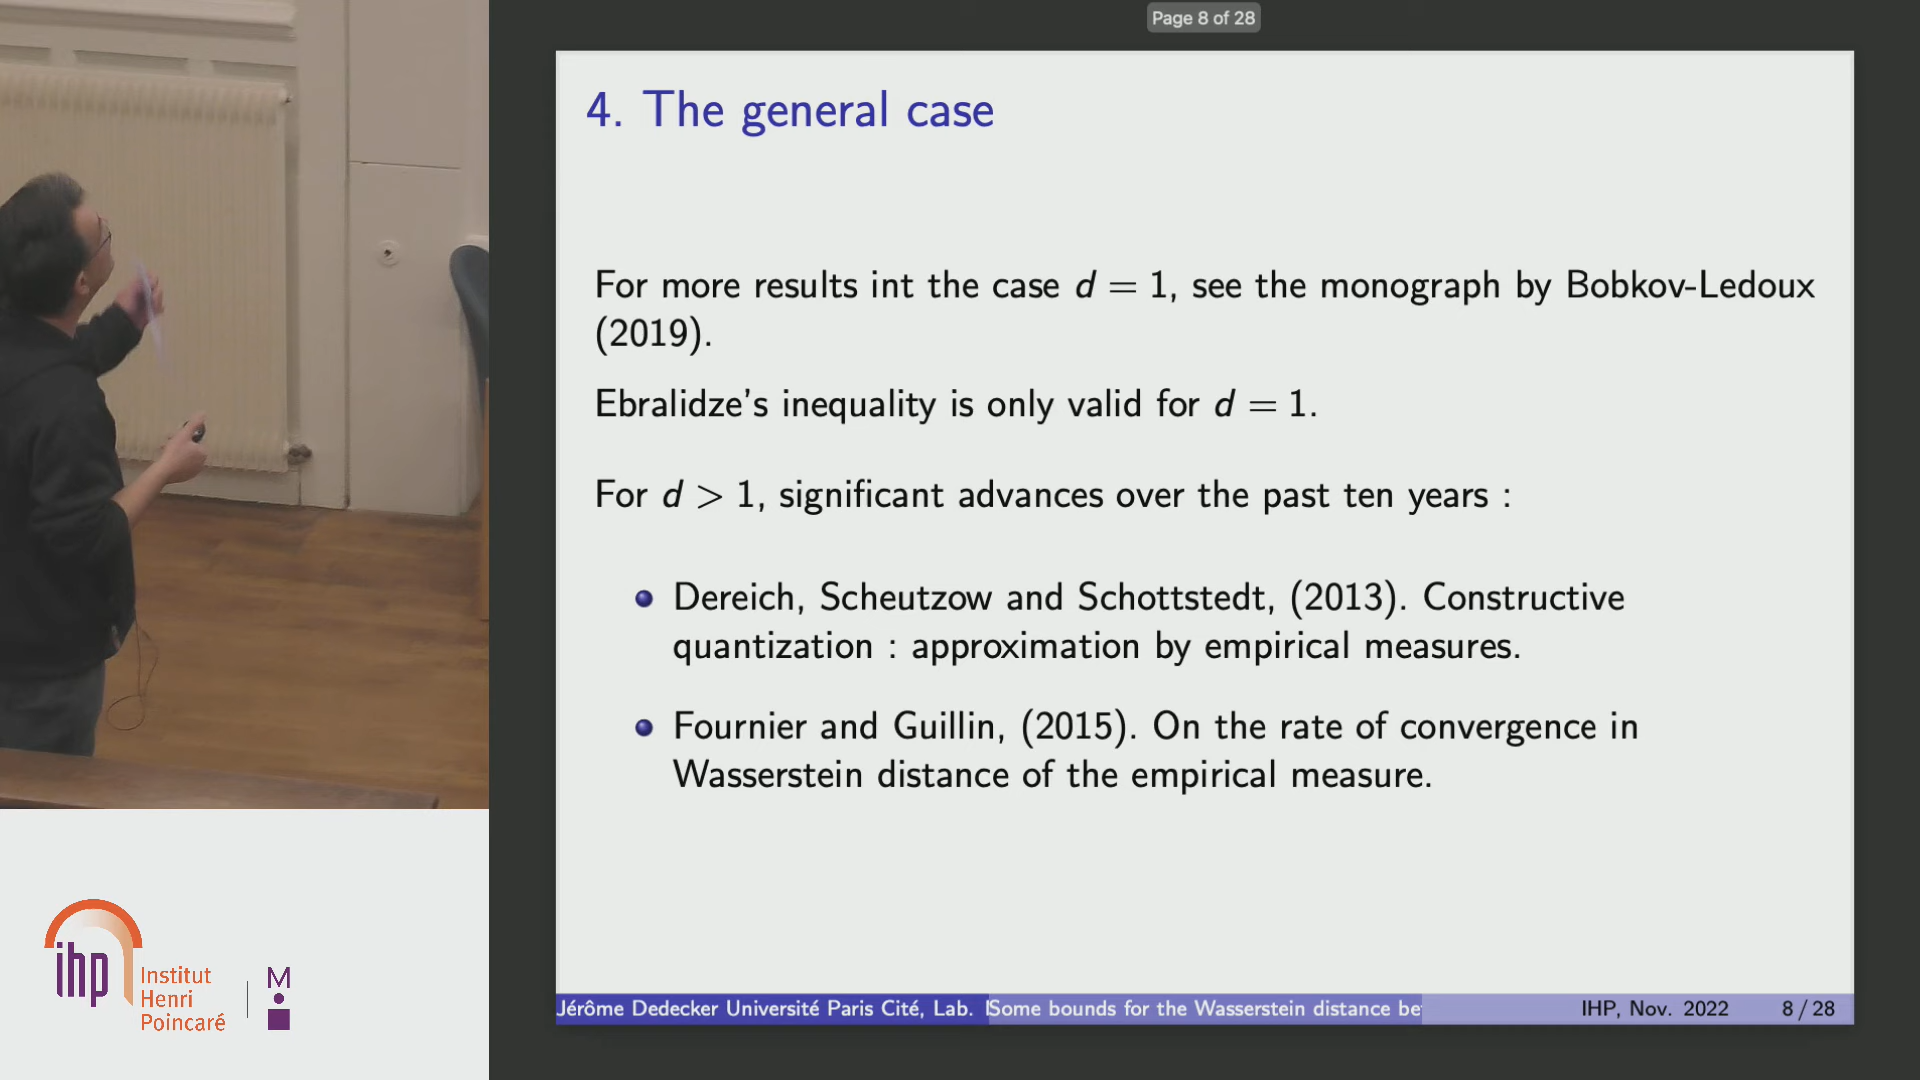 Page 8 of 28
4. The general case
For more results int the case d = 1, see the monograph by Bobkov-Ledoux
(2019).
Ebralidze's inequality is only valid for d = 1.
For d > 1, significant advances over the past ten years :
Dereich, Scheutzow and Schottstedt, (2013). Constructive
quantization : approximation by empirical measures.
Fournier and Guillin, (2015). On the rate of convergence in
Wasserstein distance of the empirical measure.
Jérôme Dedecker Université Paris Cité, Lab. Some bounds for the Wasserstein distance be IHP, Nov. 2022 8 / 28
ihp
Institut
Henri
Poincaré
M